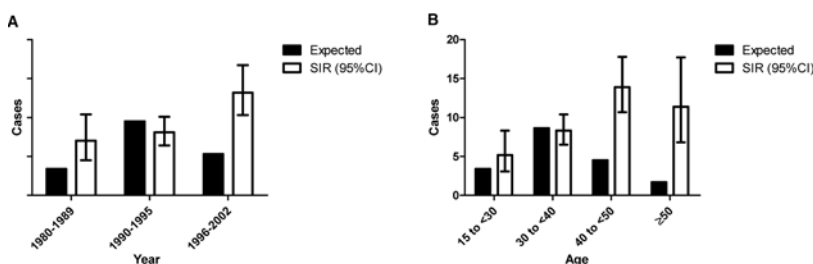 A
Cases
Expected
SIR (95%CI)
1980-1989
1990-1995
1996-2002
Year
B
Cases
20
15
10
5
0
Expected
SIR (95%CI)
15 to <30
30 to <40
40 to <50
≥50
Age